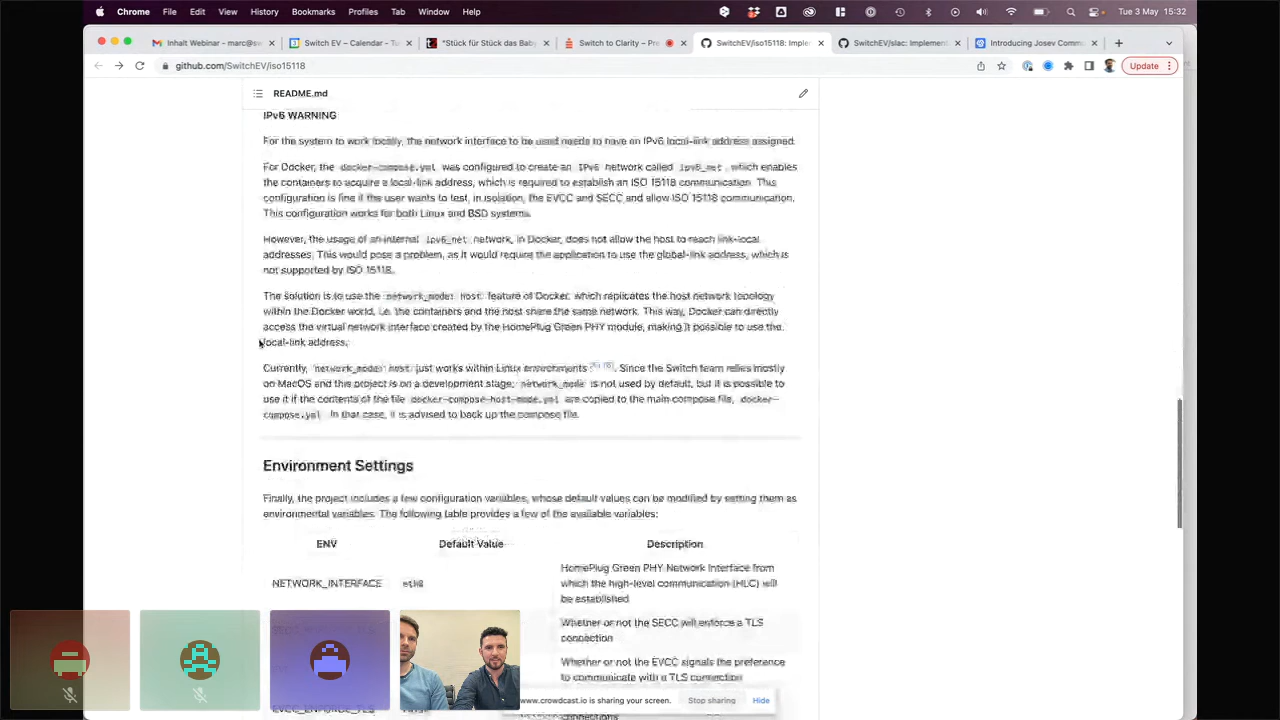 Chrome File Edit View History Bookmarks Profiles Tab Window Help Tue 3 May 15:32
Inhalt Webinar – marc@sw Switch EV – Calendar – Tu "Stück für Stück das Bab Switch to Clarity – Pre SwitchEV/iso15118: Implem SwitchEV/slac: Implement Introducing Josev Comm
github.com/SwitchEV/iso15118 Update
README.md
IPv6 WARNING
For the system to work locally, the network interface to be used needs to have an IPv6 local-link address assigned.
For Docker, the docker-compose.yml was configured to create an IPv6 network called ipv6_net, which enables
the containers to acquire a local-link address, which is required to establish an ISO 15118 communication. This
configuration is fine if the user wants to test, in isolation, the EVCC and SECC and allow ISO 15118 communication.
This configuration works for both Linux and BSD systems.
However, the usage of an internal ipv6_net network, in Docker, does not allow the host to reach link-local
addresses. This would pose a problem, as it would require the application to use the global-link address, which is
not supported by ISO 15118.
The solution is to use the network_mode: host feature of Docker, which replicates the host network topology
within the Docker world, i.e. the containers and the host share the same network. This way, Docker can directly
access the virtual network interface created by the HomePlug Green PHY module, making it possible to use the
local-link address.
Currently, network_mode: host just works within Linux environments. Since the Switch team relies mostly
on MacOS and this project is on a development stage, network_mode is not used by default, but it is possible to
use it if the contents of the file docker-compose-host-mode.yml are copied to the main compose file, docker-
compose.yml. In that case, it is advised to back up the compose file.
Environment Settings
Finally, the project includes a few configuration variables, whose default values can be modified by setting them as
environmental variables. The following table provides a few of the available variables:
ENV Default Value Description
HomePlug Green PHY Network Interface from
NETWORK_INTERFACE eth0 which the high-level communication (HLC) will
be established
Whether or not the SECC will enforce a TLS
connection
Whether or not the EVCC signals the preference
to communicate with a TLS connection
www.crowdcast.io is sharing your screen. Stop sharing Hide